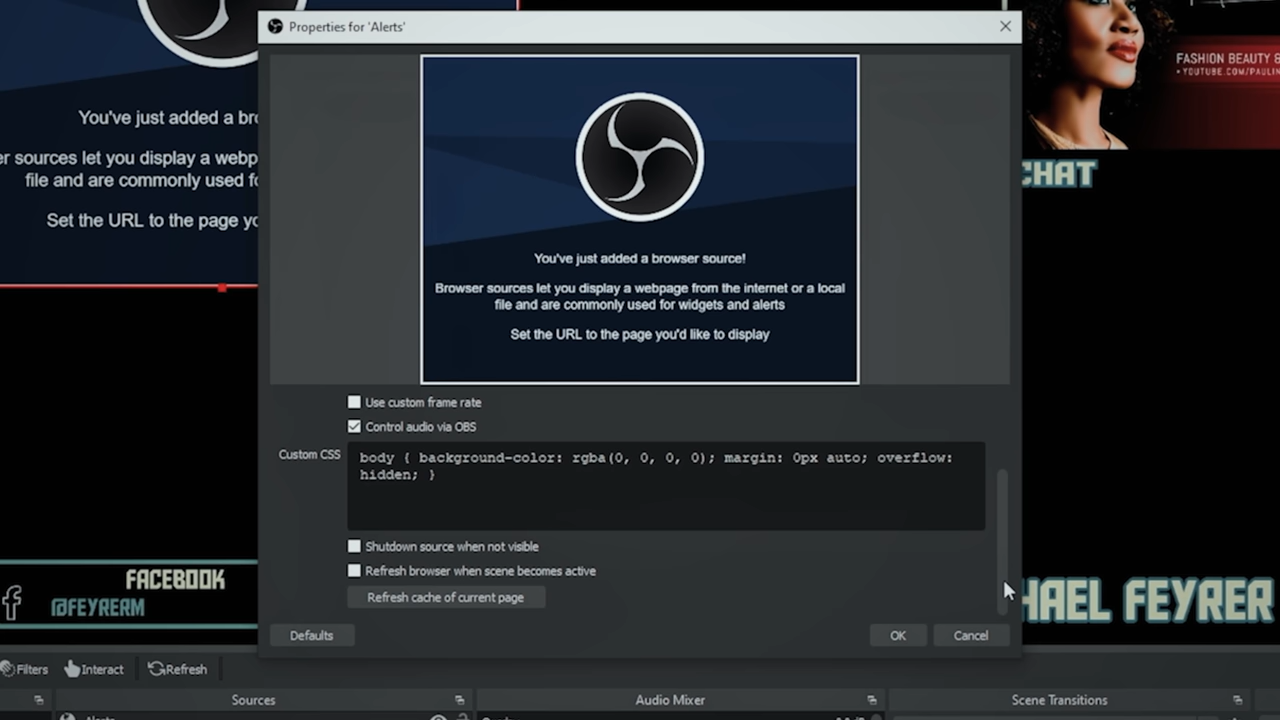 Properties for 'Alerts'
FASHION BEAUTY &
• YOUTUBE.COM/PAULIN
You've just added a browser source!
Browser sources let you display a webpage from the internet or a local
file and are commonly used for widgets and alerts
Set the URL to the page you'd like to display
You've just added a bro
er sources let you display a webp
file and are commonly used fo
Set the URL to the page yo
CHAT
Use custom frame rate
Control audio via OBS
Custom CSS
body { background-color: rgba(0, 0, 0, 0); margin: 0px auto; overflow:
hidden; }
Shutdown source when not visible
Refresh browser when scene becomes active
Refresh cache of current page
FACEBOOK
@FEYRERM
HAEL FEYRER
Defaults
OK
Cancel
Filters
Interact
Refresh
Sources
Audio Mixer
Scene Transitions
Alerts